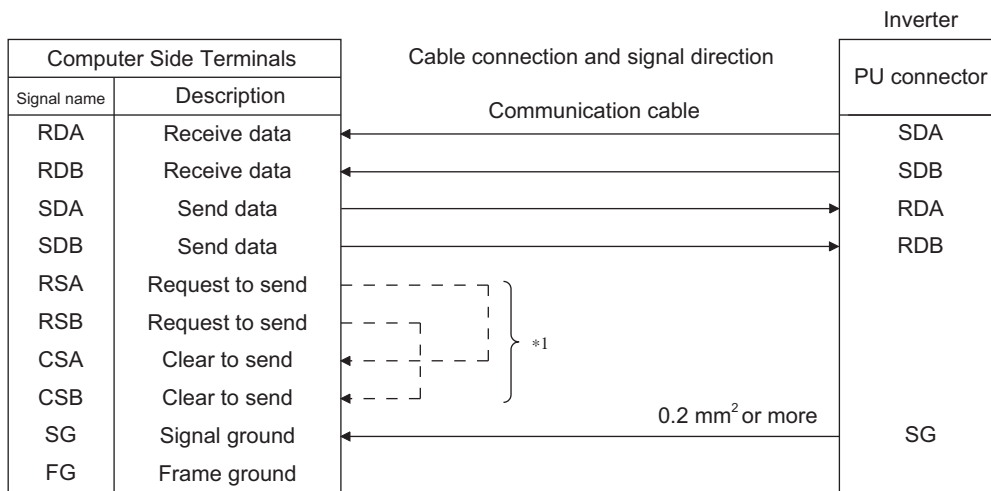 Inverter
Computer Side Terminals
Cable connection and signal direction
PU connector
Signal name Description
Communication cable
RDA Receive data SDA
RDB Receive data SDB
SDA Send data RDA
SDB Send data RDB
RSA Request to send
RSB Request to send
*1
CSA Clear to send
CSB Clear to send
0.2 mm² or more
SG Signal ground SG
FG Frame ground